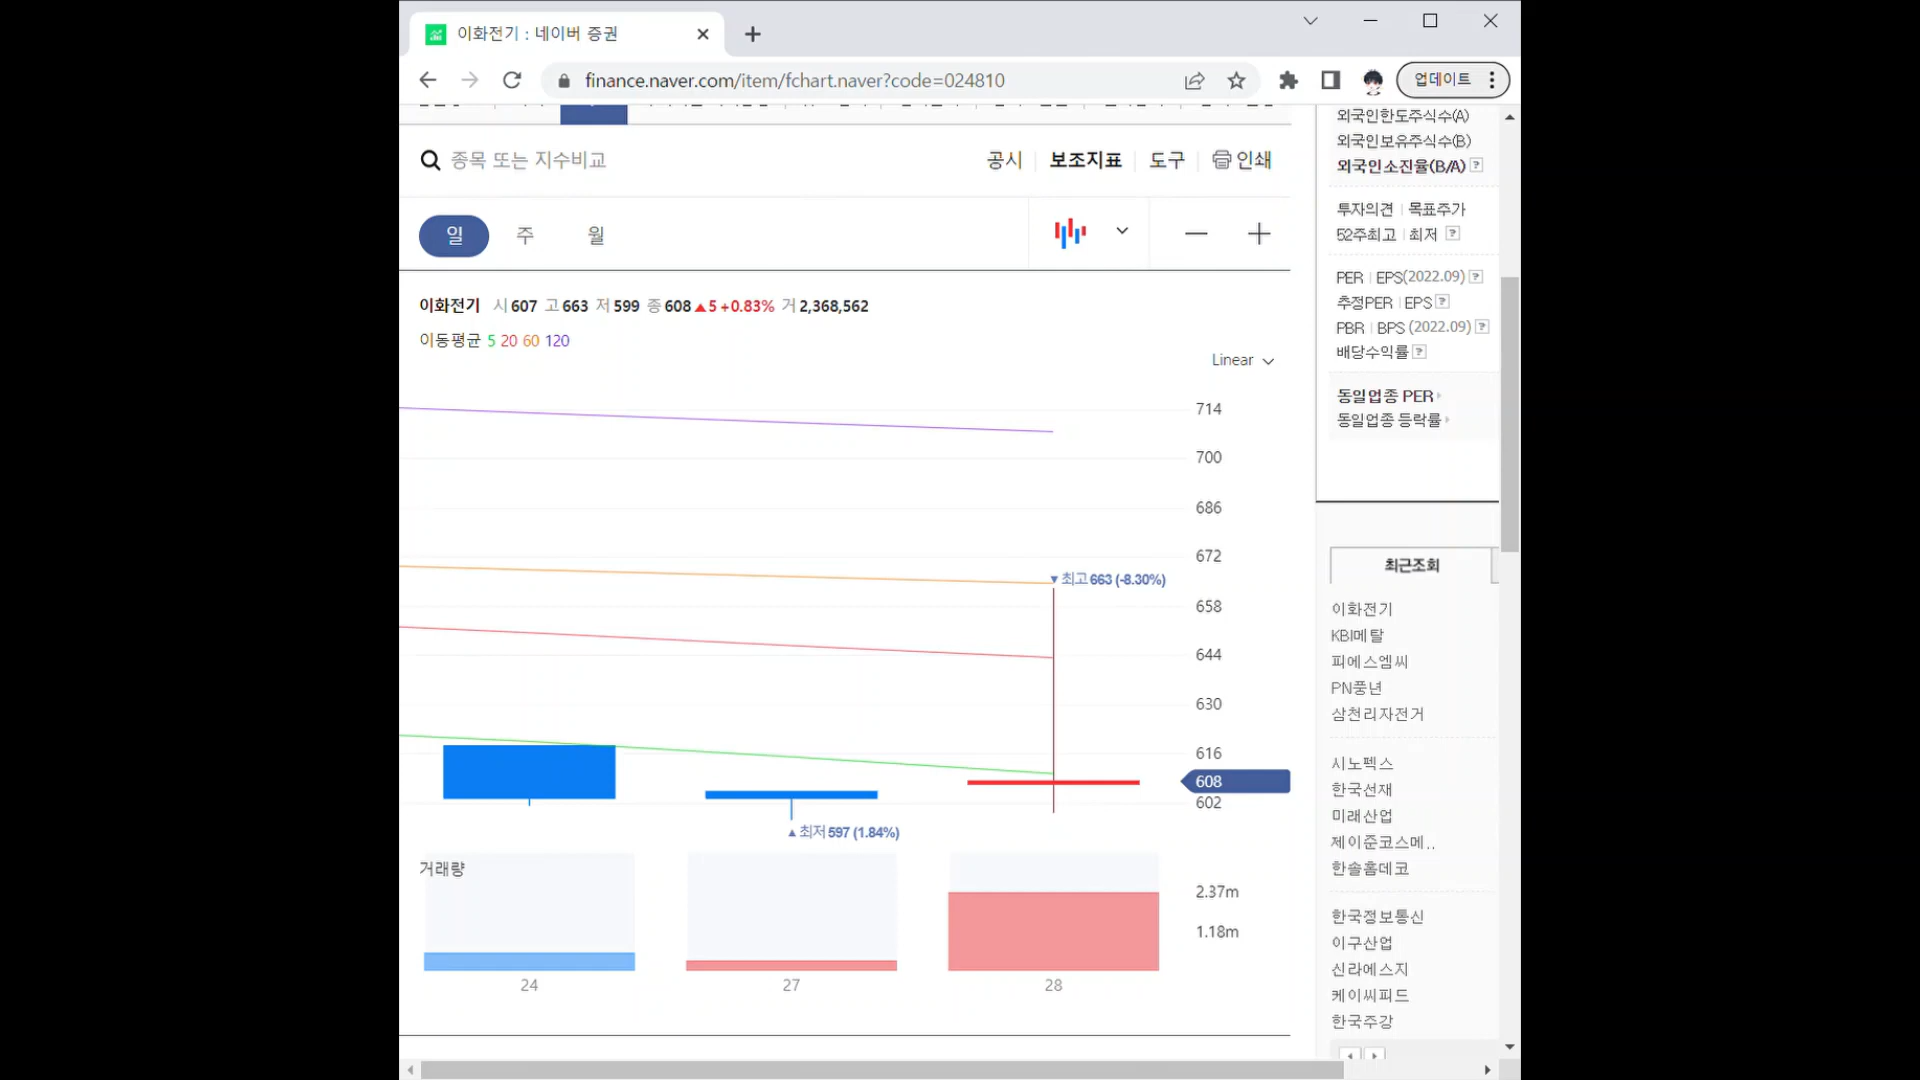 이화전기 : 네이버 증권
finance.naver.com/item/fchart.naver?code=024810
업데이트
종목 또는 지수비교
공시
보조지표
도구
인쇄
일
주
월
이화전기 시 607 고 663 저 599 종 608 ▲5 +0.83% 거 2,368,562
이동평균 5 20 60 120
Linear
714
700
686
672
658
644
630
616
608
602
▼최고 663 (-8.30%)
▲최저 597 (1.84%)
거래량
2.37m
1.18m
24
27
28
외국인한도주식수(A)
외국인보유주식수(B)
외국인소진율(B/A) ?
투자의견 | 목표주가
52주최고 | 최저 ?
PER | EPS(2022.09) ?
추정PER | EPS ?
PBR | BPS (2022.09) ?
배당수익률 ?
동일업종 PER
동일업종 등락률
최근조회
이화전기
KBI메탈
피에스엠씨
PN풍년
삼천리자전거
시노펙스
한국선재
미래산업
제이준코스메..
한솔홈데코
한국정보통신
이구산업
신라에스지
케이씨피드
한국주강